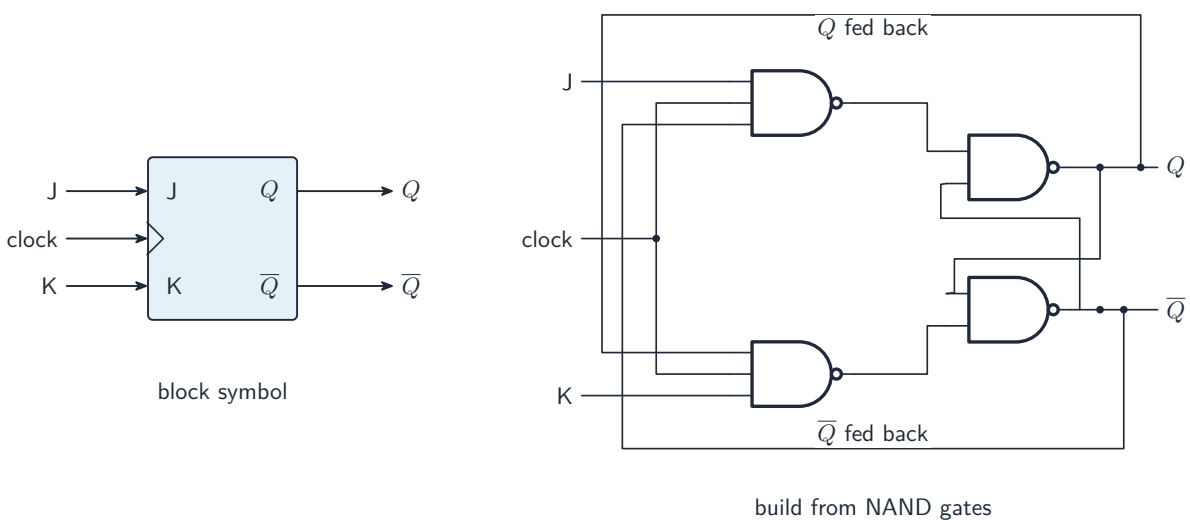 J
clock
K
J
K
Q
Q̅
Q
Q̅
block symbol
Q fed back
J
clock
K
Q
Q̅
Q̅ fed back
build from NAND gates